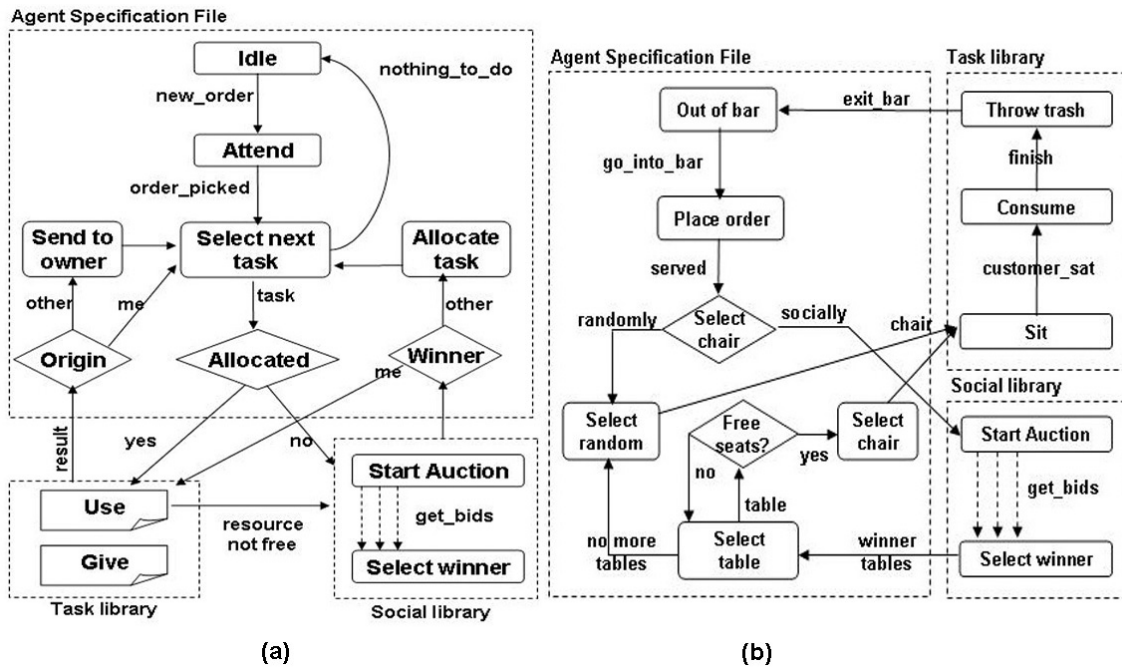 Agent Specification File
Idle
nothing_to_do
new_order
Attend
order_picked
Send to
owner
Select next
task
Allocate
task
other
me
task
other
Origin
Allocated
Winner
me
result
yes
no
Use
Give
resource
not free
Start Auction
get_bids
Select winner
Task library
Social library
(a)
Agent Specification File
Task library
Out of bar
exit_bar
Throw trash
go_into_bar
finish
Place order
Consume
served
customer_sat
randomly
Select
chair
socially
chair
Sit
Social library
Select
random
Free
seats?
yes
Select
chair
no
Start Auction
table
get_bids
no more
tables
Select
table
winner
tables
Select winner
(b)